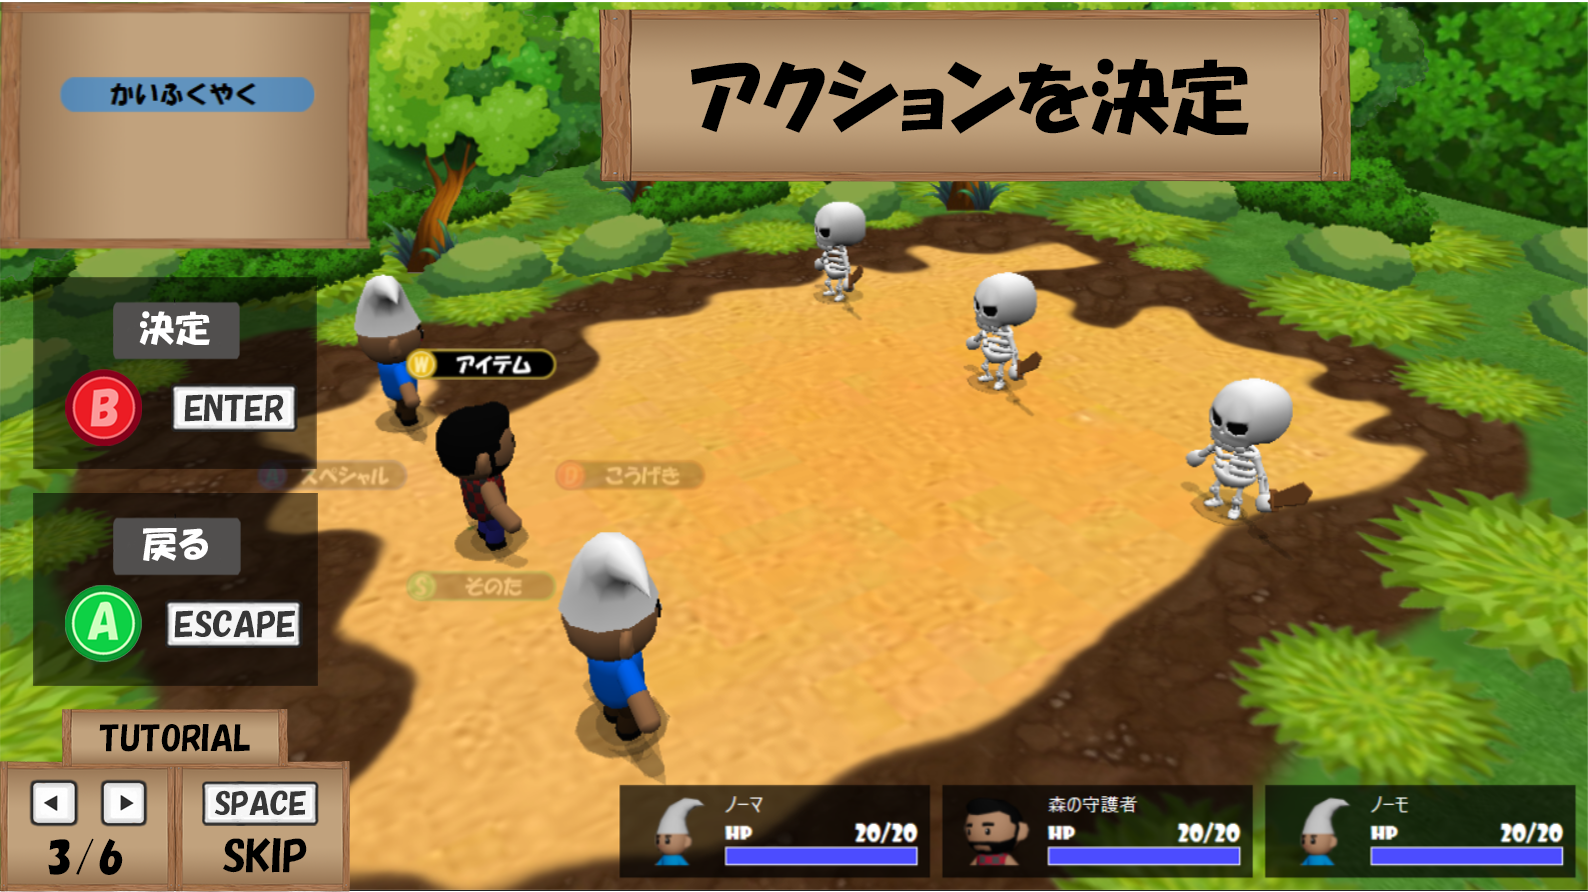 かいふくやく
アクションを決定
決定
B ENTER
W アイテム
A スペシャル
D こうげき
S そのた
戻る
A ESCAPE
TUTORIAL
3/6
SPACE
SKIP
ノーマ
HP 20/20
森の守護者
HP 20/20
ノーモ
HP 20/20